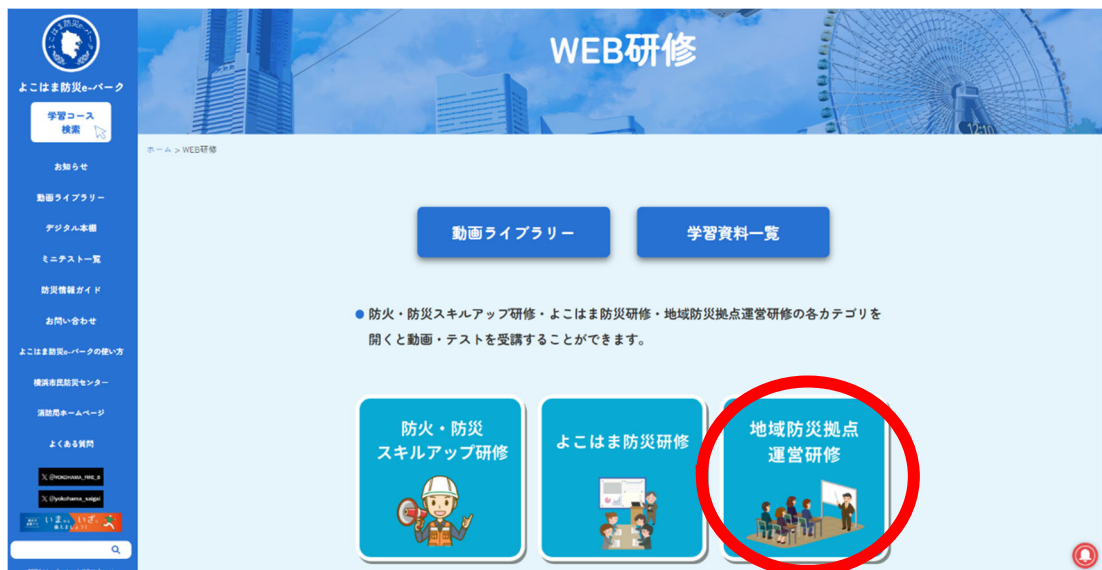 よこはま防災e-パーク
学習コース
検索
お知らせ
動画ライブラリー
デジタル本棚
ミニテスト一覧
防災情報ガイド
お問い合わせ
よこはま防災e-パークの使い方
横浜市民防災センター
消防局ホームページ
よくある質問
X @YOKOHAMA_FIRE_B
X @yokohama_saigai
WEB研修
12:10
ホーム > WEB研修
動画ライブラリー
学習資料一覧
● 防火・防災スキルアップ研修・よこはま防災研修・地域防災拠点運営研修の各カテゴリを
開くと動画・テストを受講することができます。
防火・防災
スキルアップ研修
よこはま防災研修
地域防災拠点
運営研修